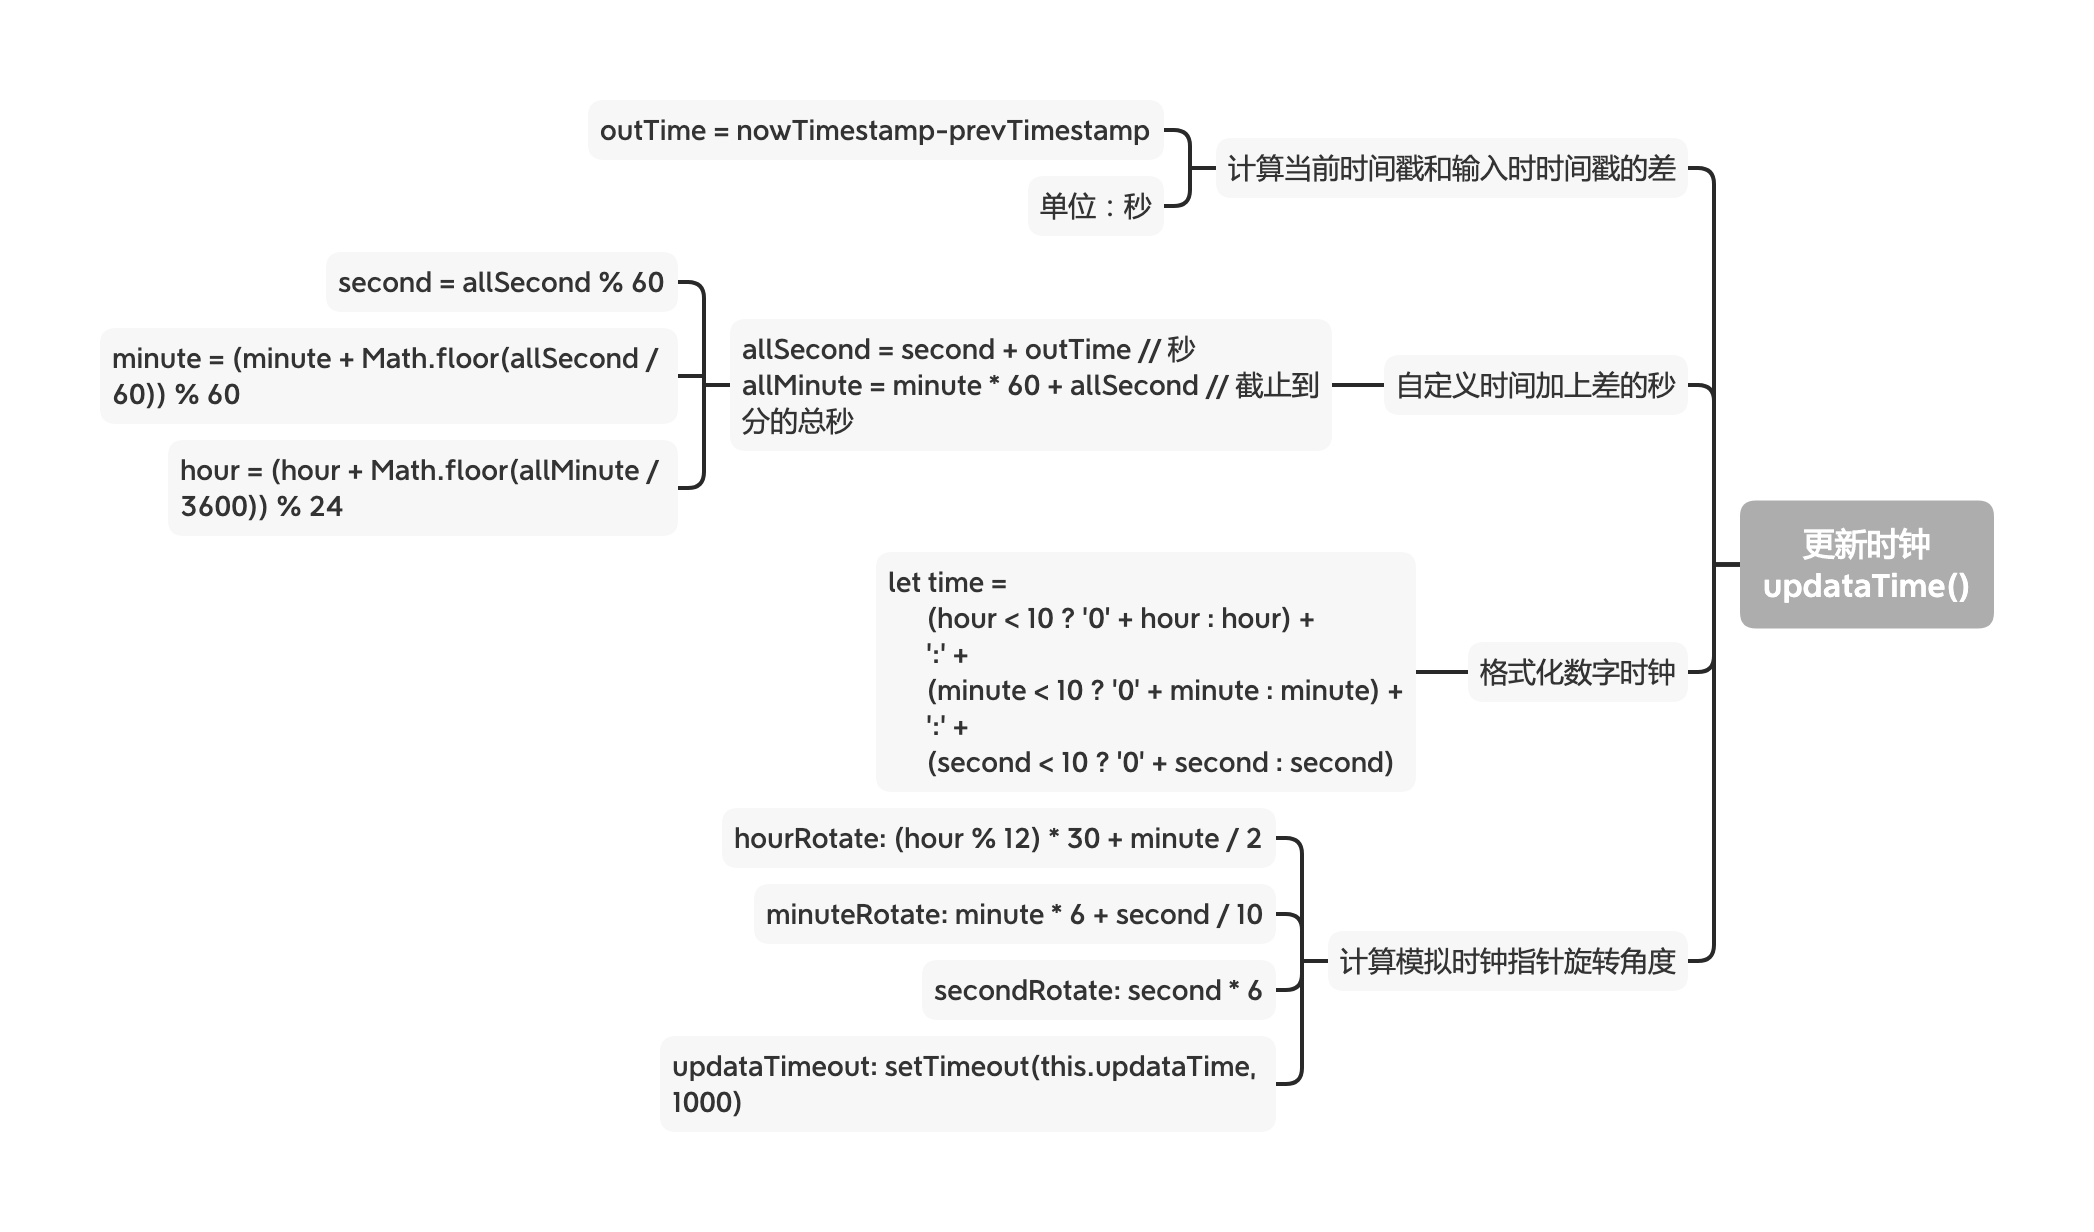 outTime = nowTimestamp-prevTimestamp
计算当前时间戳和输入时时间戳的差
单位：秒
second = allSecond % 60
minute = (minute + Math.floor(allSecond /
60)) % 60
hour = (hour + Math.floor(allMinute /
3600)) % 24
allSecond = second + outTime // 秒
allMinute = minute * 60 + allSecond // 截止到
分的总秒
自定义时间加上差的秒
更新时钟
updataTime()
let time =
(hour < 10 ? '0' + hour : hour) +
':' +
(minute < 10 ? '0' + minute : minute) +
':' +
(second < 10 ? '0' + second : second)
格式化数字时钟
hourRotate: (hour % 12) * 30 + minute / 2
minuteRotate: minute * 6 + second / 10
secondRotate: second * 6
updataTimeout: setTimeout(this.updataTime,
1000)
计算模拟时钟指针旋转角度